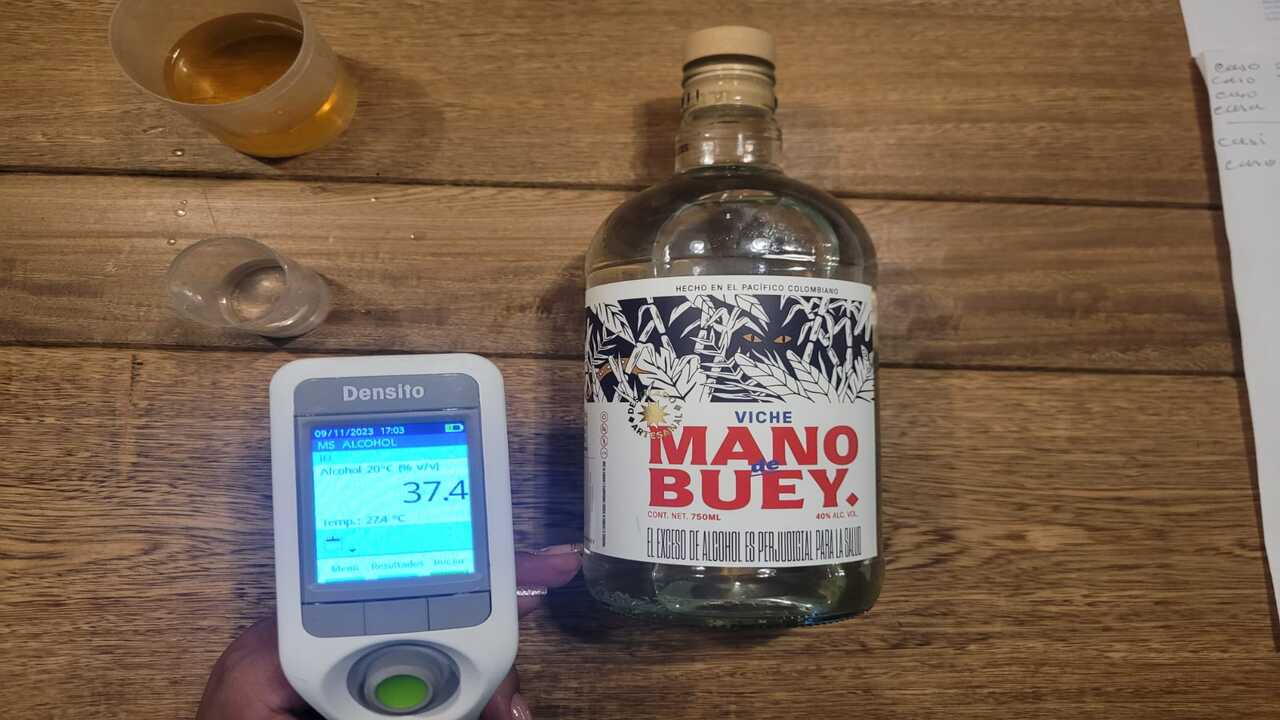 Densito
09/11/2023 17:03
MS ALCOHOL
Alcohol 20°C (% v/v)
37.4
Temp.: 27.4 °C
Menú Resultados Iniciar
HECHO EN EL PACÍFICO COLOMBIANO
ARTESANAL
VICHE
MANO
de
BUEY.
CONT. NET. 750ML
40% ALC. VOL.
EL EXCESO DE ALCOHOL ES PERJUDICIAL PARA LA SALUD